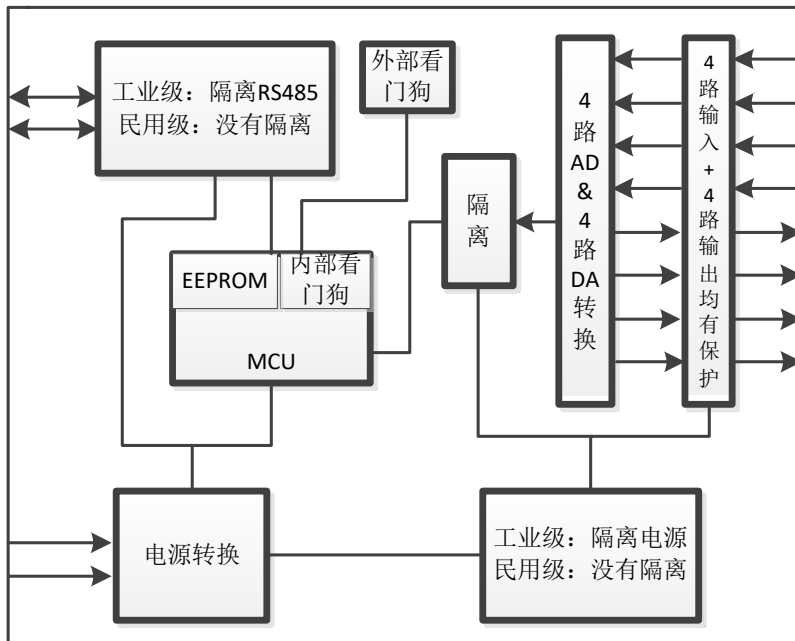 工业级：隔离RS485
民用级：没有隔离
外部看
门狗
EEPROM
内部看
门狗
MCU
隔
离
4
路
AD
&
4
路
DA
转
换
4
路
输
入
+
4
路
输
出
均
有
保
护
电源转换
工业级：隔离电源
民用级：没有隔离